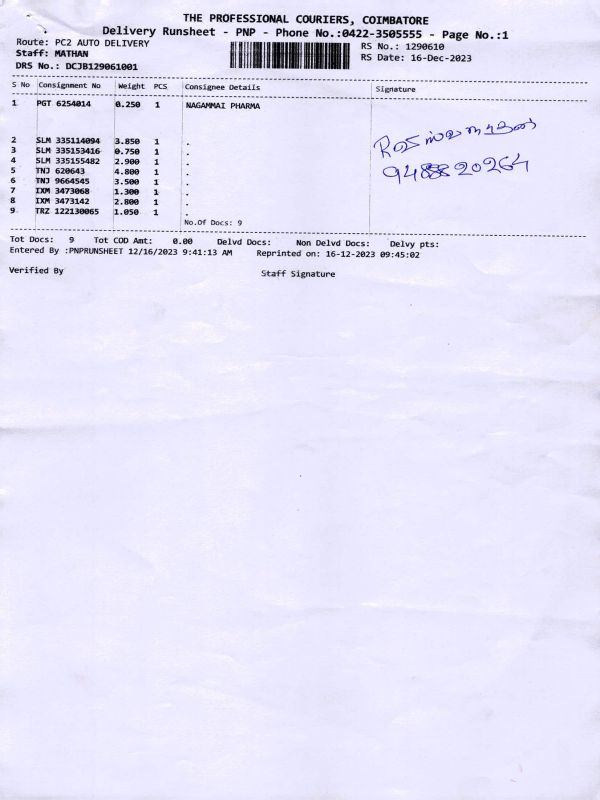 THE PROFESSIONAL COURIERS, COIMBATORE
Delivery Runsheet - PNP - Phone No.:0422-3505555 - Page No.:1
Route: PC2 AUTO DELIVERY
RS No.: 1290610
Staff: MATHAN
RS Date: 16-Dec-2023
DRS No.: DCJB129061001
S No Consignment No Weight PCS Consignee Details Signature
1 PGT 6254014 0.250 1 NAGAMMAI PHARMA
2 SLM 335114094 3.850 1 .
3 SLM 335153416 0.750 1 .
4 SLM 335155482 2.900 1 .
5 TNJ 620643 4.800 1 .
6 TNJ 9664545 3.500 1 .
7 IXM 3473068 1.300 1 .
8 IXM 3473142 2.800 1 .
9 TRZ 122130065 1.050 1 .
No.Of Docs: 9
Tot Docs: 9 Tot COD Amt: 0.00 Delvd Docs: Non Delvd Docs: Delvy pts:
Entered By :PNPRUNSHEET 12/16/2023 9:41:13 AM Reprinted on: 16-12-2023 09:45:02
Verified By Staff Signature